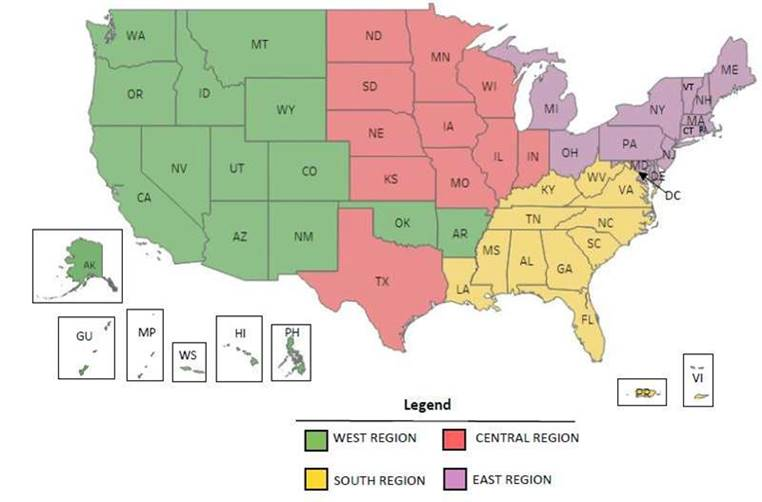 WA
MT
ND
MN
ME
OR
ID
SD
WI
VT
NH
WY
MI
NY
MA
CT
NE
IA
PA
NJ
NV
UT
CO
IL
IN
OH
MD
DE
KS
MO
WV
VA
DC
CA
KY
AZ
NM
OK
AR
TN
NC
MS
AL
GA
SC
AK
TX
LA
FL
GU
MP
WS
HI
PH
PR
VI
Legend
WEST REGION
CENTRAL REGION
SOUTH REGION
EAST REGION